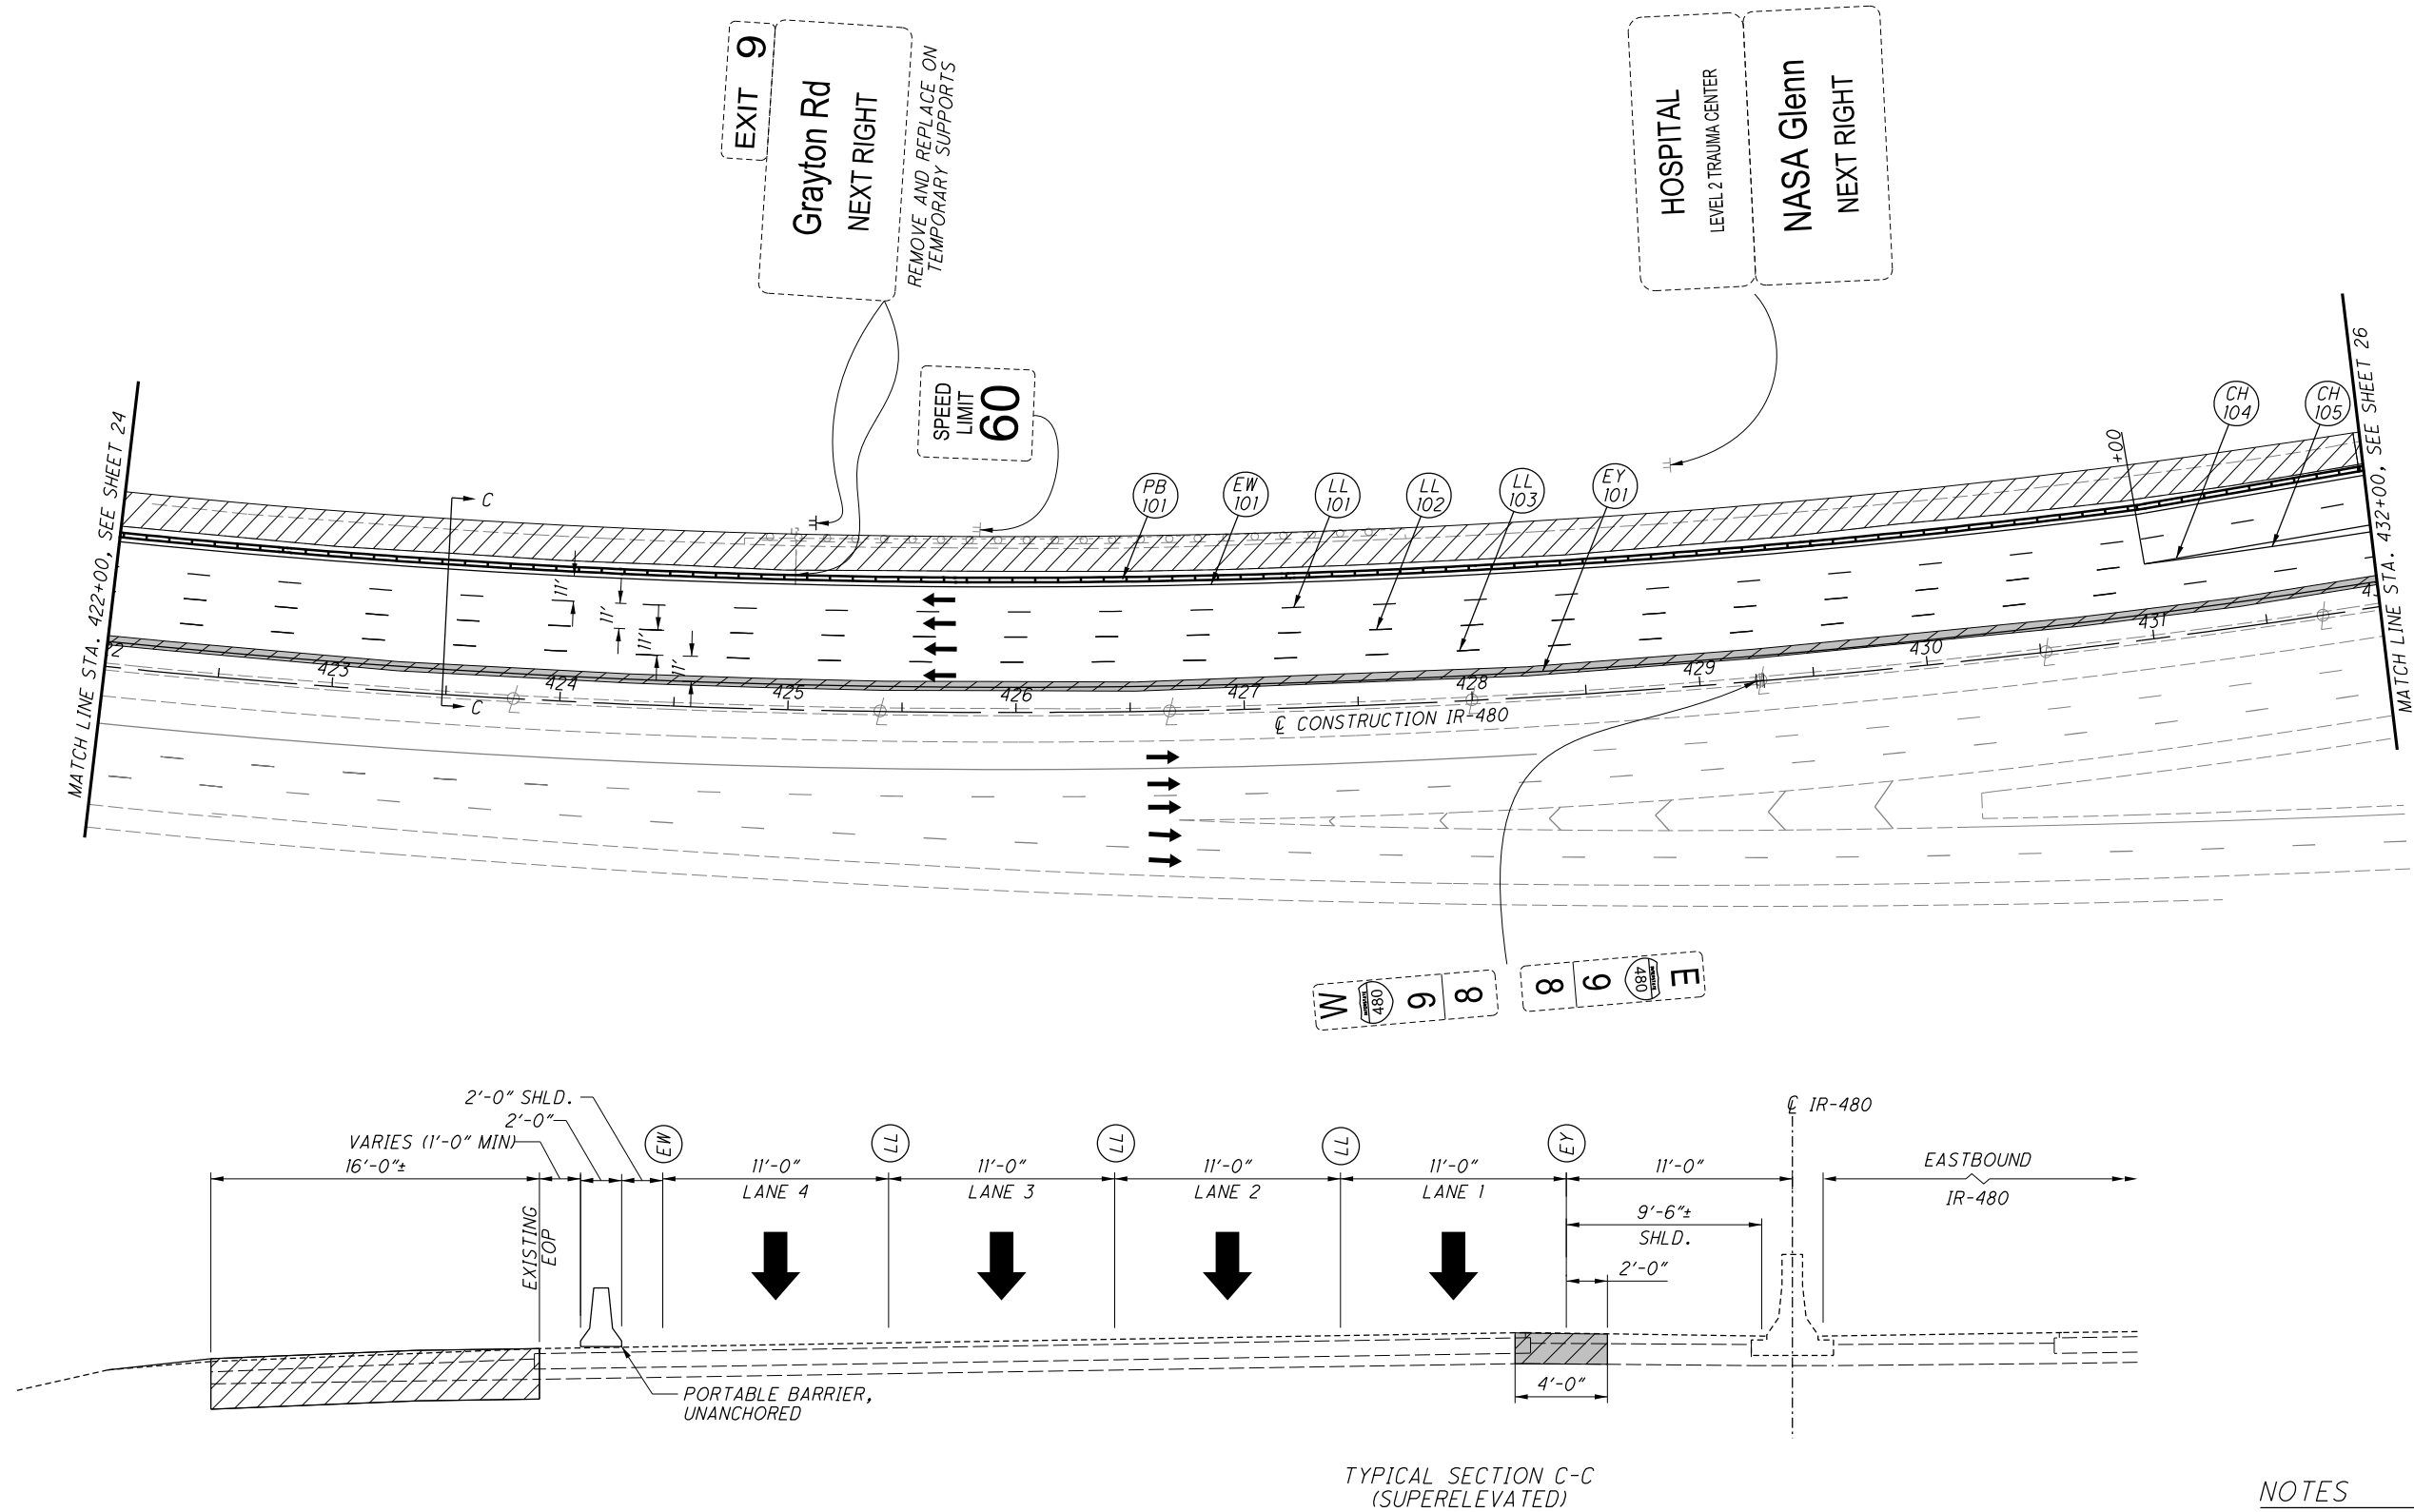 EXIT 9
Grayton Rd
NEXT RIGHT
REMOVE AND REPLACE ON
TEMPORARY SUPPORTS
HOSPITAL
LEVEL 2 TRAUMA CENTER
NASA Glenn
NEXT RIGHT
SPEED
LIMIT
60
MATCH LINE STA. 422+00, SEE SHEET 24
MATCH LINE STA. 432+00, SEE SHEET 26
C
C
PB
101
EW
101
LL
101
LL
102
LL
103
EY
101
+00
CH
104
CH
105
11'
11'
11'
11'
22
423
424
425
426
427
428
429
430
431
43
℄ CONSTRUCTION IR-480
W
480
9
8
E
480
9
8
2'-0" SHLD.
2'-0"
VARIES (1'-0" MIN)
16'-0"±
EW
LL
LL
LL
EY
℄ IR-480
11'-0"
LANE 4
11'-0"
LANE 3
11'-0"
LANE 2
11'-0"
LANE 1
11'-0"
EASTBOUND
IR-480
9'-6"±
SHLD.
2'-0"
EXISTING
EOP
4'-0"
PORTABLE BARRIER,
UNANCHORED
TYPICAL SECTION C-C
(SUPERELEVATED)
NOTES